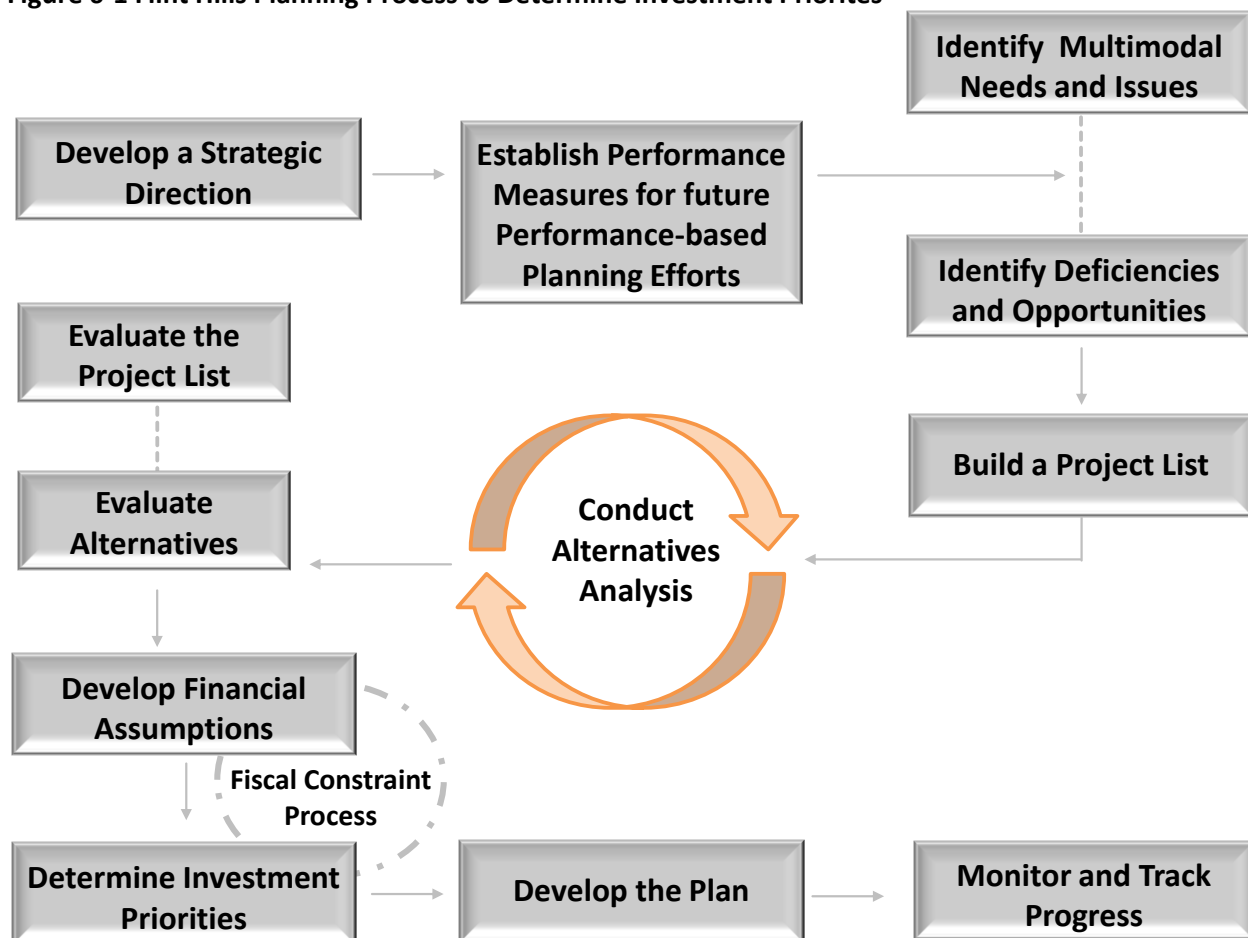 Figure 6-1 Flint Hills Planning Process to Determine Investment Priorites
Identify Multimodal
Needs and Issues
Develop a Strategic
Direction
Establish Performance
Measures for future
Performance-based
Planning Efforts
Identify Deficiencies
and Opportunities
Evaluate the
Project List
Build a Project List
Evaluate
Alternatives
Conduct
Alternatives
Analysis
Develop Financial
Assumptions
Fiscal Constraint
Process
Determine Investment
Priorities
Develop the Plan
Monitor and Track
Progress